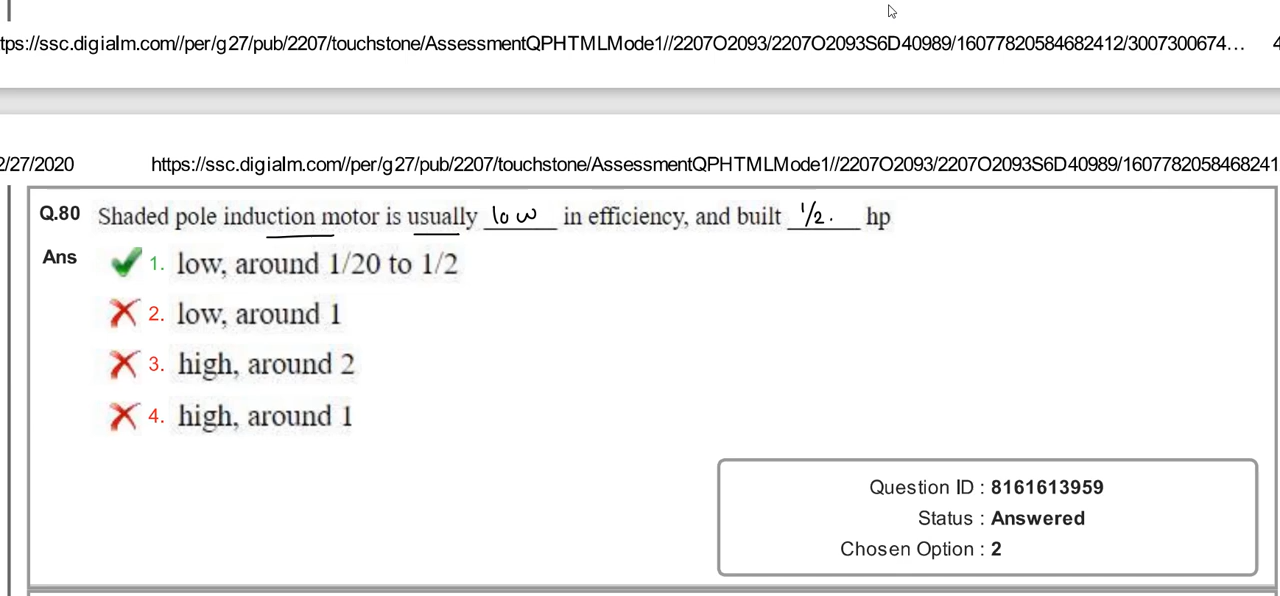 tps://ssc.digialm.com//per/g27/pub/2207/touchstone/AssessmentQPHTMLMode1//2207O2093/2207O2093S6D40989/16077820584682412/3007300674… 4
2/27/2020 https://ssc.digialm.com//per/g27/pub/2207/touchstone/AssessmentQPHTMLMode1//2207O2093/2207O2093S6D40989/1607782058468241
Q.80 Shaded pole induction motor is usually low in efficiency, and built 1/2. hp
Ans 1. low, around 1/20 to 1/2
2. low, around 1
3. high, around 2
4. high, around 1
Question ID : 8161613959
Status : Answered
Chosen Option : 2